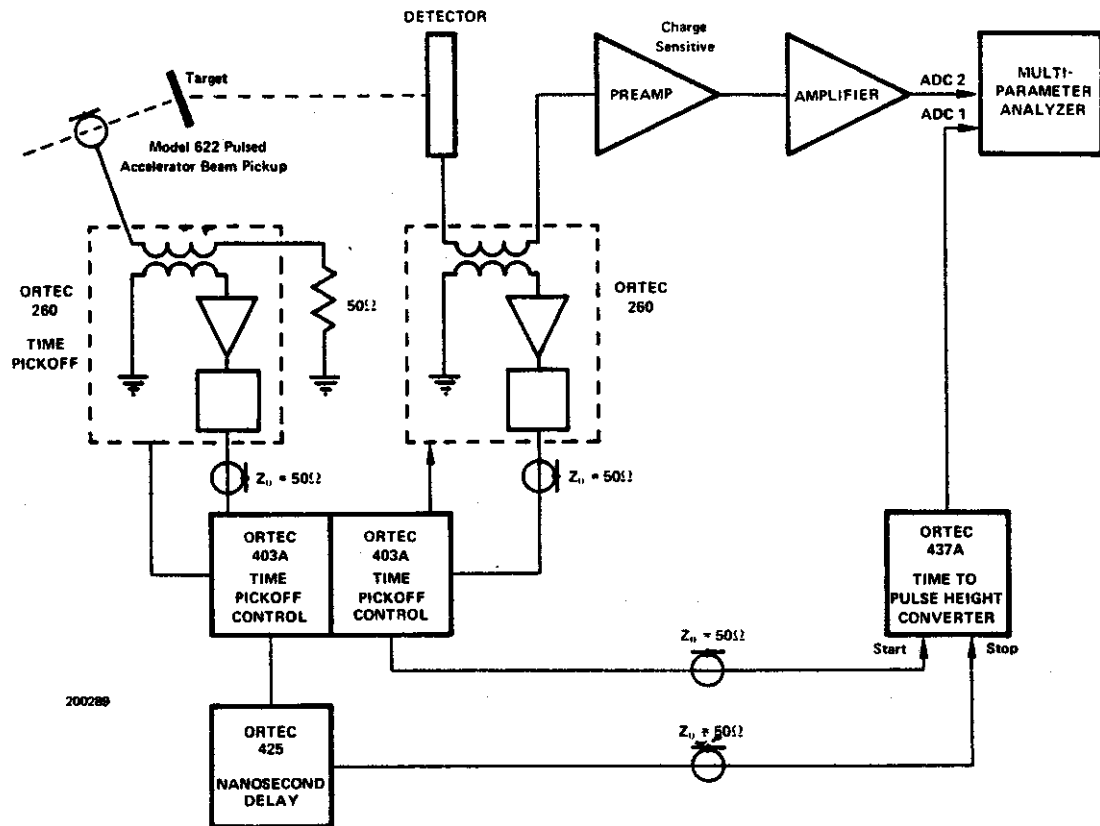 DETECTOR
Charge
Sensitive
Target
PREAMP
AMPLIFIER
ADC 2
ADC 1
MULTI-
PARAMETER
ANALYZER
Model 622 Pulsed
Accelerator Beam Pickup
ORTEC
260
TIME
PICKOFF
50Ω
ORTEC
260
Z₀ = 50Ω
Z₀ = 50Ω
ORTEC
403A
TIME
PICKOFF
CONTROL
ORTEC
403A
TIME
PICKOFF
CONTROL
ORTEC
437A
TIME TO
PULSE HEIGHT
CONVERTER
Start
Stop
Z₀ = 50Ω
200289
ORTEC
425
NANOSECOND
DELAY
Z₀ = 50Ω